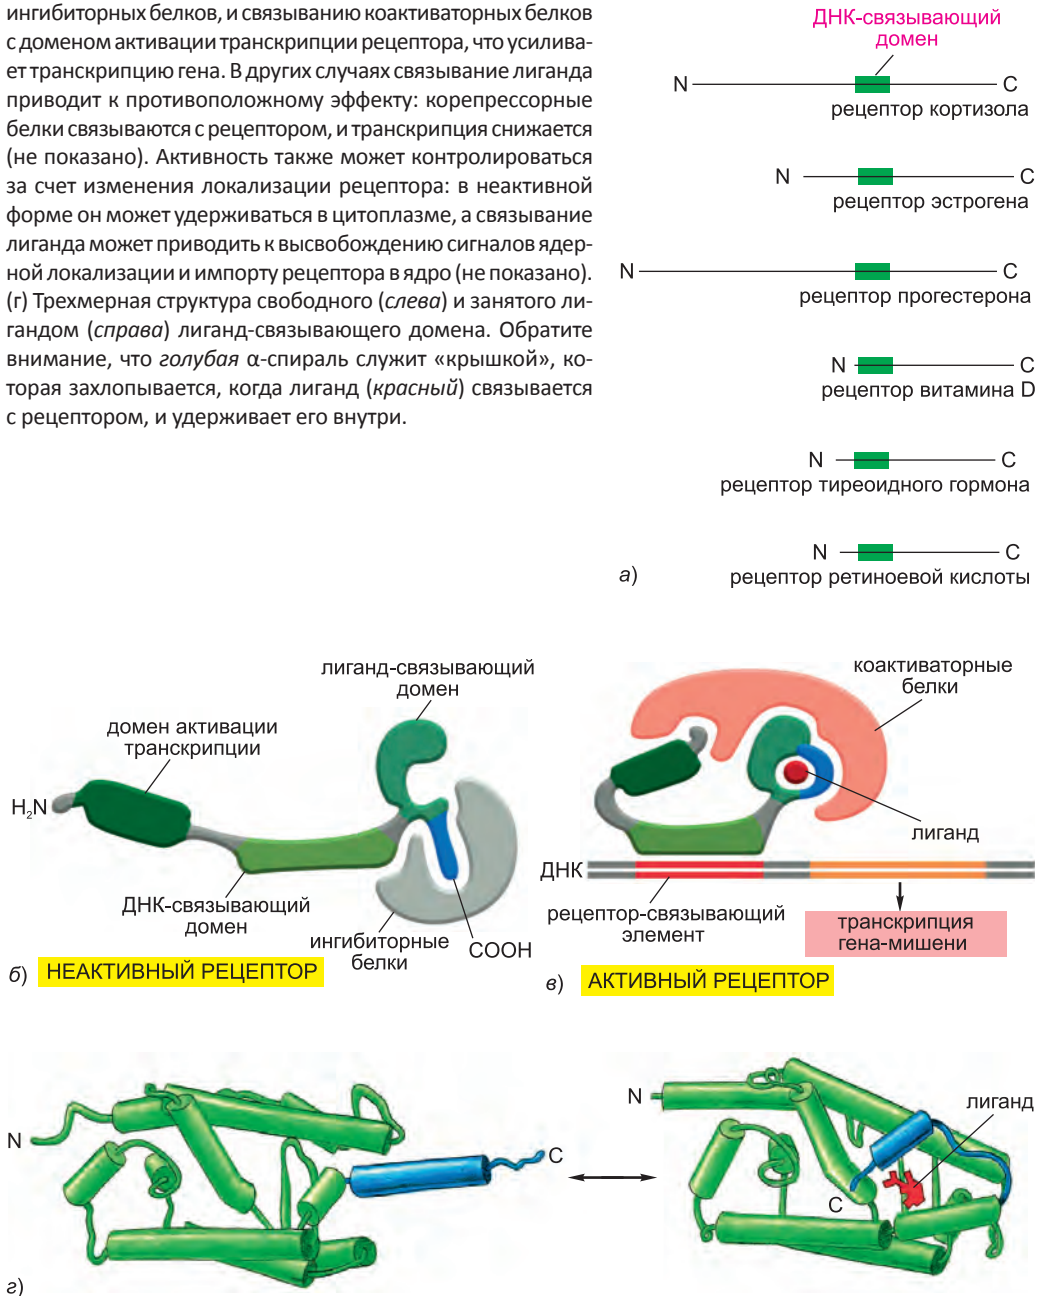 ингибиторных белков, и связыванию коактиваторных белков
с доменом активации транскрипции рецептора, что усилива-
ет транскрипцию гена. В других случаях связывание лиганда
приводит к противоположному эффекту: корепрессорные
белки связываются с рецептором, и транскрипция снижается
(не показано). Активность также может контролироваться
за счет изменения локализации рецептора: в неактивной
форме он может удерживаться в цитоплазме, а связывание
лиганда может приводить к высвобождению сигналов ядер-
ной локализации и импорту рецептора в ядро (не показано).
(г) Трехмерная структура свободного (слева) и занятого ли-
гандом (справа) лиганд-связывающего домена. Обратите
внимание, что голубая α-спираль служит «крышкой», ко-
торая захлопывается, когда лиганд (красный) связывается
с рецептором, и удерживает его внутри.
ДНК-связывающий
домен
N C
рецептор кортизола
N C
рецептор эстрогена
N C
рецептор прогестерона
N C
рецептор витамина D
N C
рецептор тиреоидного гормона
N C
рецептор ретиноевой кислоты
а)
лиганд-связывающий
домен
домен активации
транскрипции
H₂N
ДНК-связывающий
домен
ингибиторные
белки
COOH
б) НЕАКТИВНЫЙ РЕЦЕПТОР
коактиваторные
белки
лиганд
ДНК
рецептор-связывающий
элемент
транскрипция
гена-мишени
в) АКТИВНЫЙ РЕЦЕПТОР
N
C
N
лиганд
C
г)